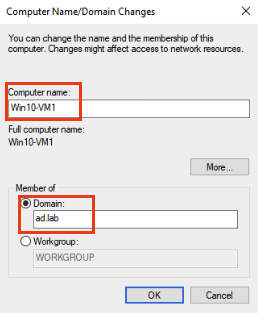 Computer Name/Domain Changes
You can change the name and the membership of this
computer. Changes might affect access to network resources.
Computer name:
Win10-VM1
Full computer name:
Win10-VM1
More...
Member of
Domain:
ad.lab
Workgroup:
WORKGROUP
OK
Cancel